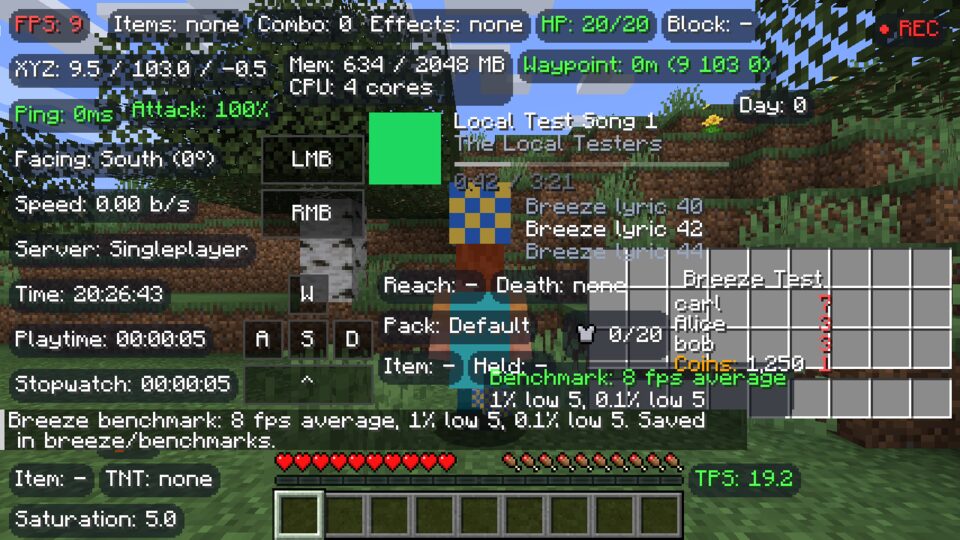 FPS: 9
Items: none
Combo: 0
Effects: none
HP: 20/20
Block: -
REC
XYZ: 9.5 / 103.0 / -0.5
Mem: 634 / 2048 MB
CPU: 4 cores
Waypoint: 0m (9 103 0)
Ping: 0ms
Attack: 100%
Day: 0
Local Test Song 1
The Local Testers
0:42 / 3:21
Facing: South (0°)
LMB
Speed: 0.00 b/s
RMB
Breeze lyric 40
Breeze lyric 42
Breeze lyric 44
Server: Singleplayer
Time: 20:26:43
W
Reach: -
Death: none
Breeze Test
carl 7
Alice 3
bob 3
Coins: 1,250 1
Playtime: 00:00:05
A
S
D
Pack: Default
0/20
Item: -
Held: -
Stopwatch: 00:00:05
^
Benchmark: 8 fps average
1% low 5, 0.1% low 5
Breeze benchmark: 8 fps average, 1% low 5, 0.1% low 5. Saved
in breeze/benchmarks.
Item: -
TNT: none
TPS: 19.2
Saturation: 5.0